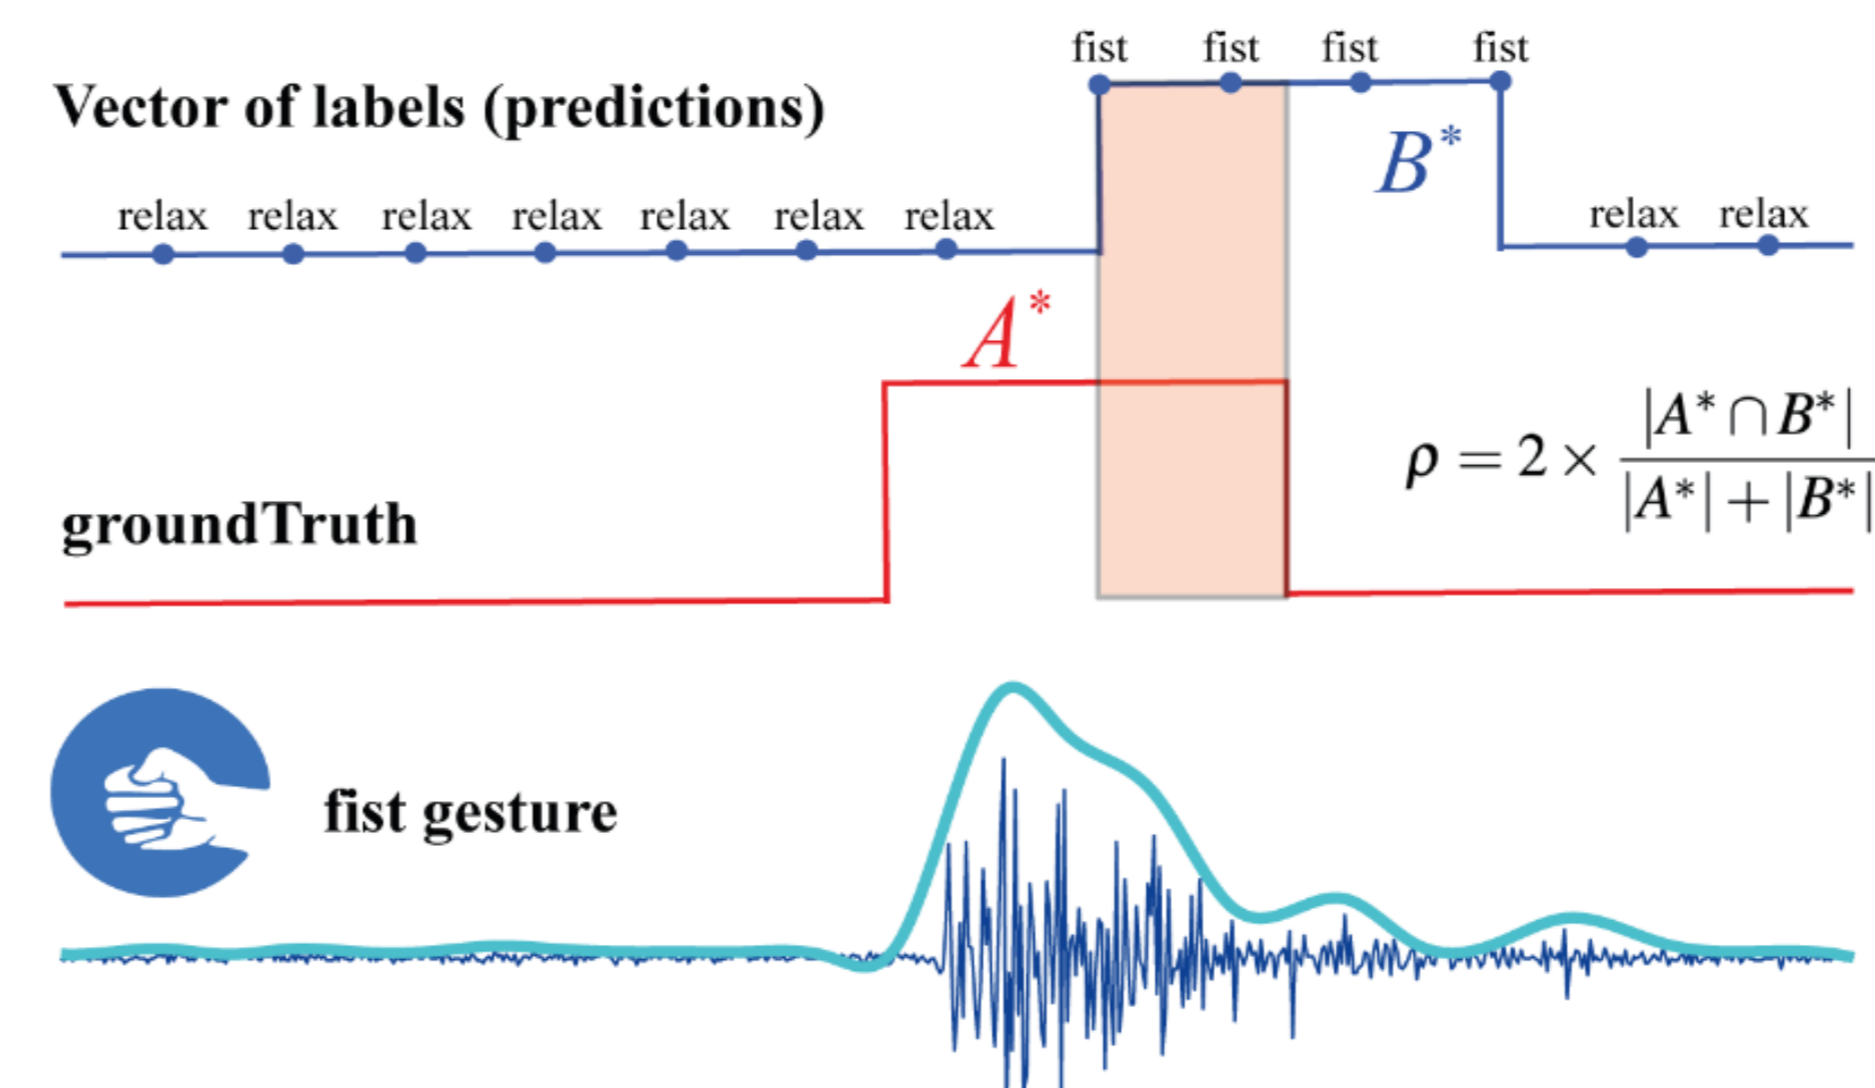 fist fist fist fist
Vector of labels (predictions)
B*
relax relax relax relax relax relax relax relax relax
A*
ρ = 2 × |A* ∩ B*| / |A*| + |B*|
groundTruth
fist gesture